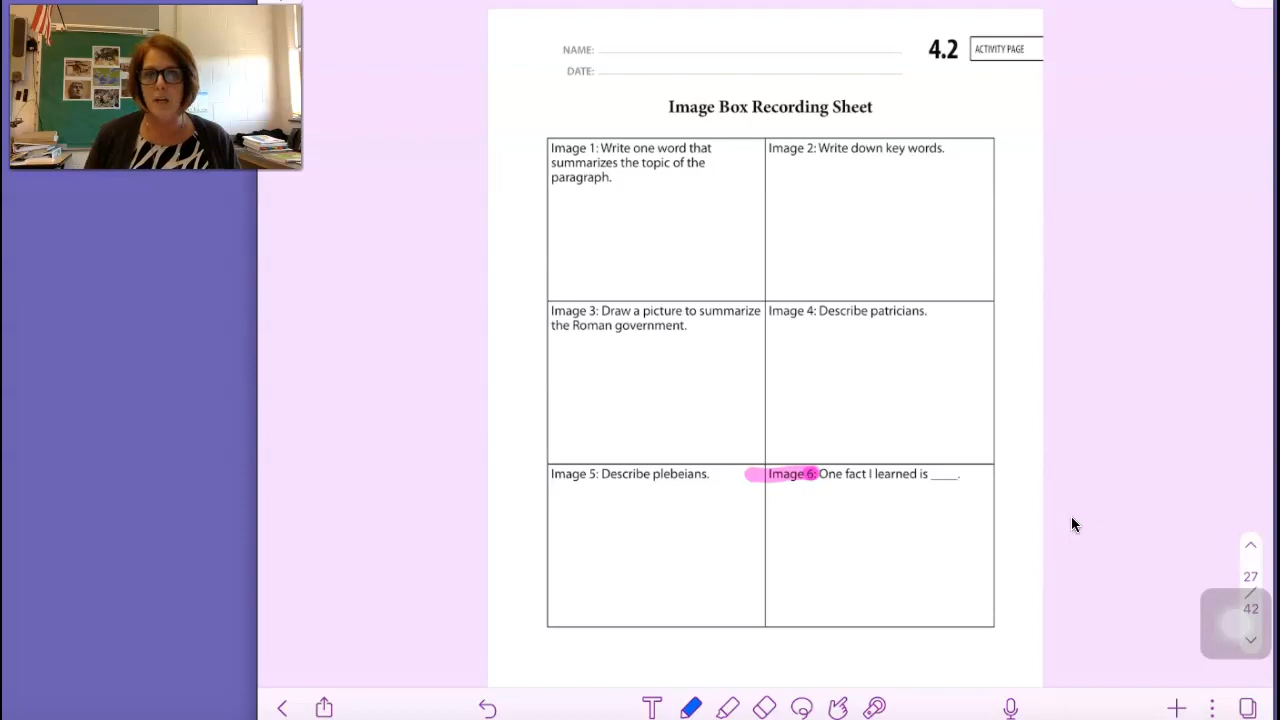 NAME:
DATE:
4.2
ACTIVITY PAGE
Image Box Recording Sheet
Image 1: Write one word that
summarizes the topic of the
paragraph.
Image 2: Write down key words.
Image 3: Draw a picture to summarize
the Roman government.
Image 4: Describe patricians.
Image 5: Describe plebeians.
Image 6: One fact I learned is ____.
27
/
42
T